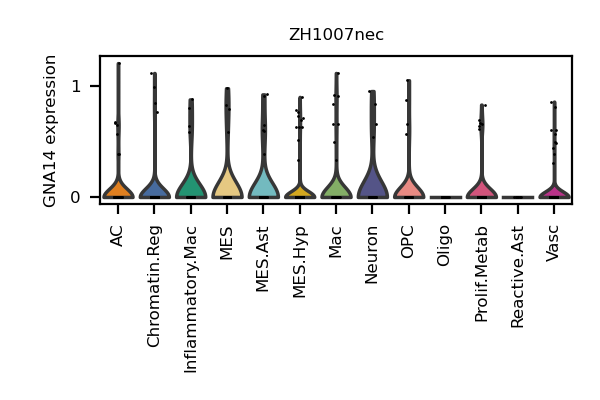 ZH1007nec
GNA14 expression
1
0
AC
Chromatin.Reg
Inflammatory.Mac
MES
MES.Ast
MES.Hyp
Mac
Neuron
OPC
Oligo
Prolif.Metab
Reactive.Ast
Vasc